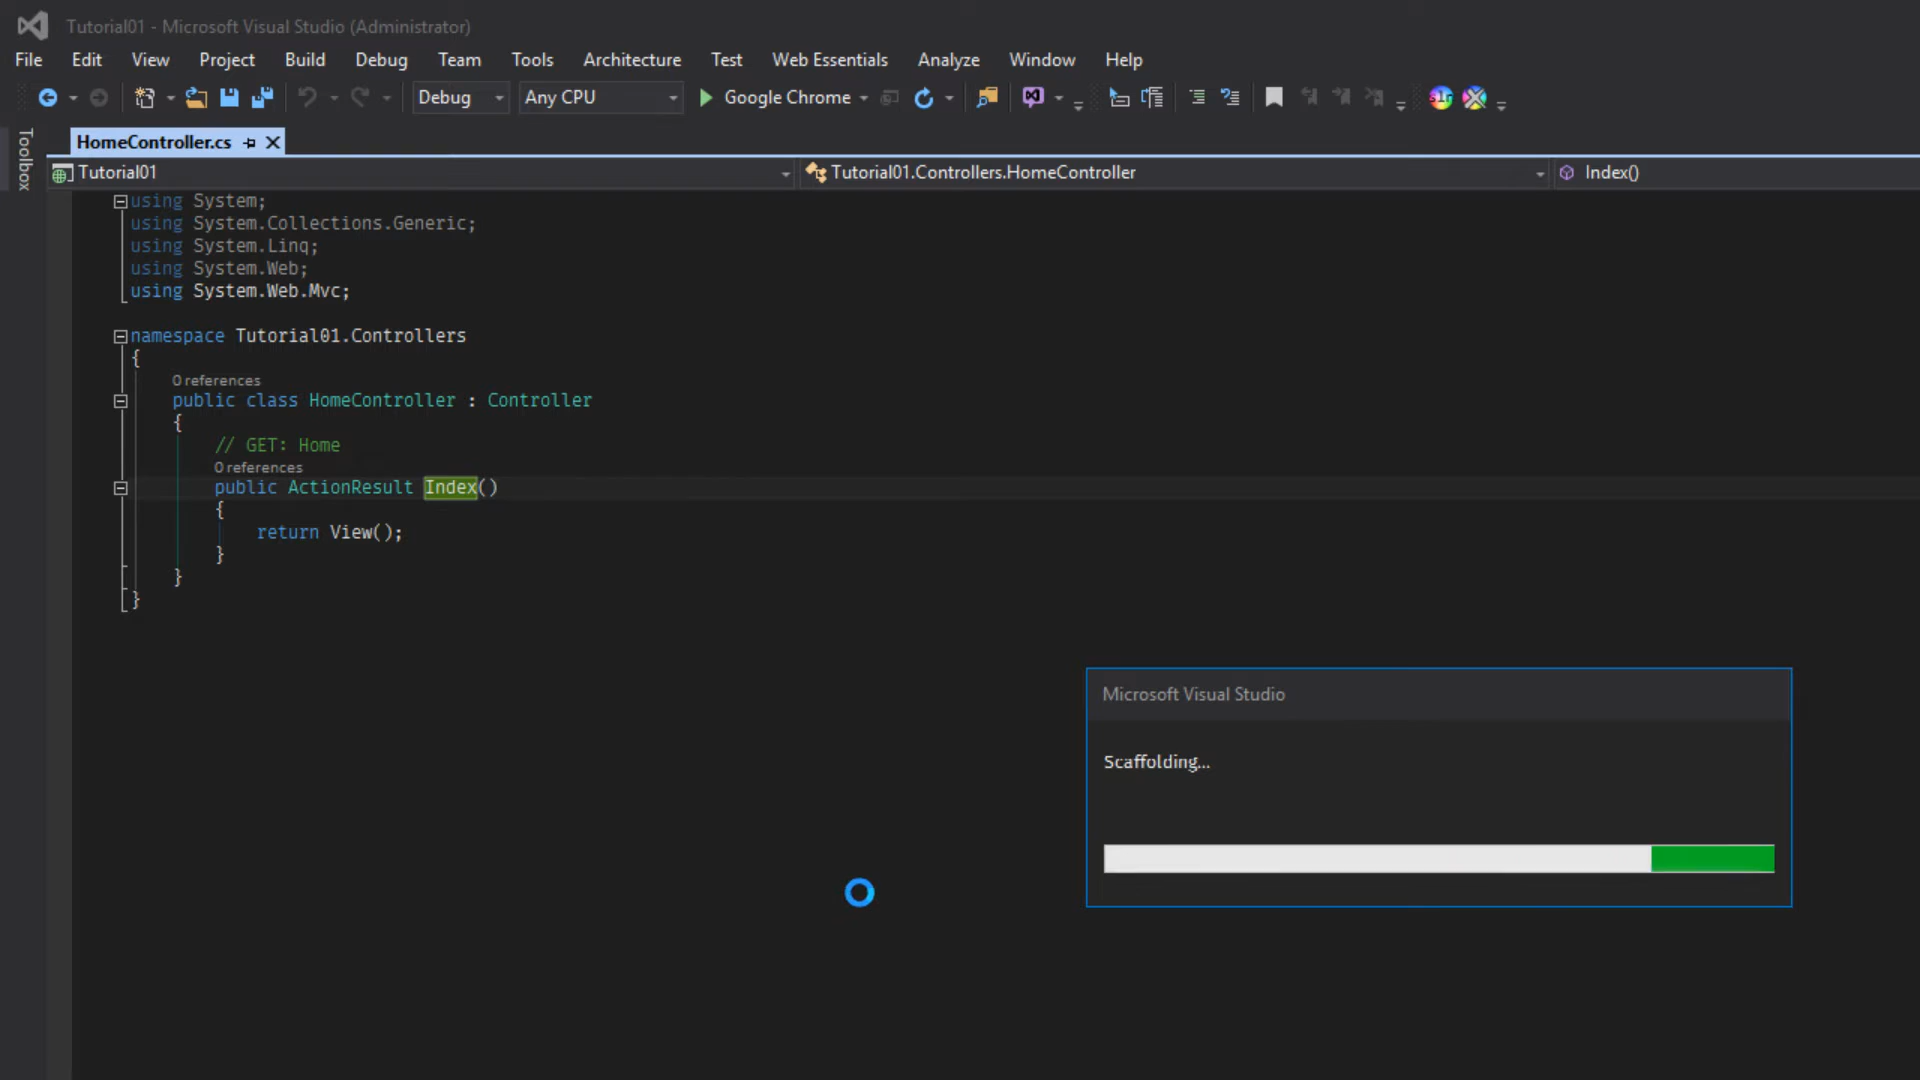 Tutorial01 - Microsoft Visual Studio (Administrator)
File Edit View Project Build Debug Team Tools Architecture Test Web Essentials Analyze Window Help
Debug Any CPU Google Chrome
Toolbox
HomeController.cs
Tutorial01 Tutorial01.Controllers.HomeController Index()
using System;
using System.Collections.Generic;
using System.Linq;
using System.Web;
using System.Web.Mvc;
namespace Tutorial01.Controllers
{
0 references
public class HomeController : Controller
{
// GET: Home
0 references
public ActionResult Index()
{
return View();
}
}
}
Microsoft Visual Studio
Scaffolding...